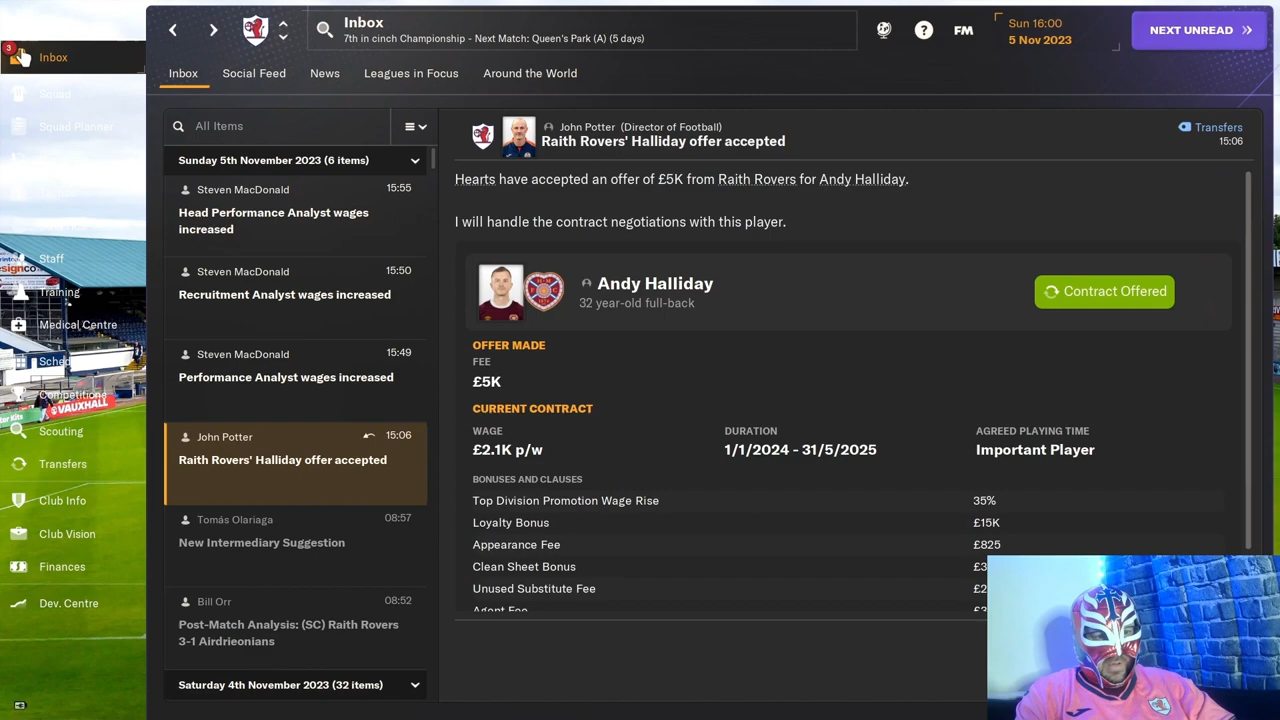 Inbox
7th in cinch Championship - Next Match: Queen's Park (A) (5 days)
FM
Sun 16:00
5 Nov 2023
NEXT UNREAD
3
Inbox
Squad
Squad Planner
Staff
Training
Medical Centre
Sched
Competitions
Scouting
Transfers
Club Info
Club Vision
Finances
Dev. Centre
VAUXHALL
Inbox
Social Feed
News
Leagues in Focus
Around the World
All Items
Sunday 5th November 2023 (6 items)
Steven MacDonald 15:55
Head Performance Analyst wages
increased
Steven MacDonald 15:50
Recruitment Analyst wages increased
Steven MacDonald 15:49
Performance Analyst wages increased
John Potter 15:06
Raith Rovers' Halliday offer accepted
Tomás Olariaga 08:57
New Intermediary Suggestion
Bill Orr 08:52
Post-Match Analysis: (SC) Raith Rovers
3-1 Airdrieonians
Saturday 4th November 2023 (32 items)
John Potter (Director of Football)
Raith Rovers' Halliday offer accepted
Transfers
15:06
Hearts have accepted an offer of £5K from Raith Rovers for Andy Halliday.
I will handle the contract negotiations with this player.
Andy Halliday
32 year-old full-back
Contract Offered
OFFER MADE
FEE
£5K
CURRENT CONTRACT
WAGE DURATION AGREED PLAYING TIME
£2.1K p/w 1/1/2024 - 31/5/2025 Important Player
BONUSES AND CLAUSES
Top Division Promotion Wage Rise 35%
Loyalty Bonus £15K
Appearance Fee £825
Clean Sheet Bonus
Unused Substitute Fee
Agent Fee